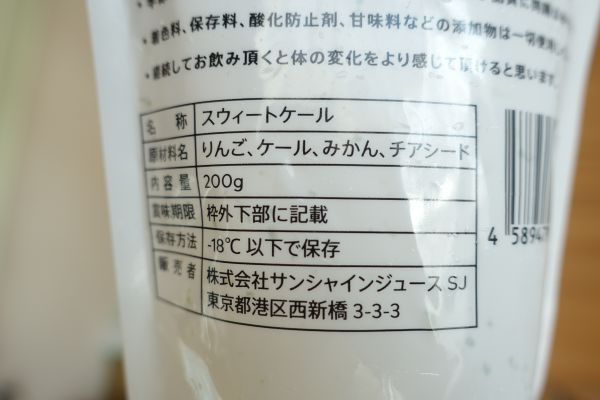 ・着色料、保存料、酸化防止剤、甘味料などの添加物は一切使用し
・継続してお飲み頂くと体の変化をより感じて頂けると思います
名 称 スウィートケール
原材料名 りんご、ケール、みかん、チアシード
内 容 量 200g
賞味期限 枠外下部に記載
保存方法 -18℃ 以下で保存
販 売 者 株式会社サンシャインジュース SJ
東京都港区西新橋 3-3-3
4 58947